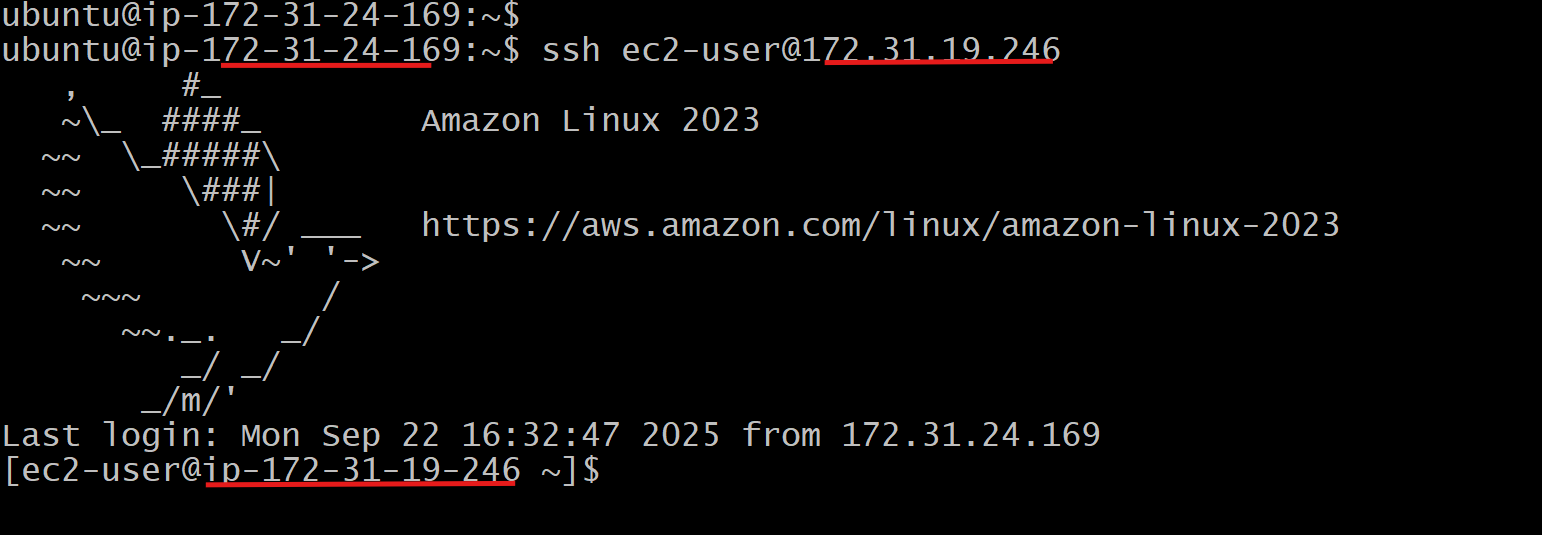 ubuntu@ip-172-31-24-169:~$
ubuntu@ip-172-31-24-169:~$ ssh ec2-user@172.31.19.246
   ,     #_
   ~\_  ####_        Amazon Linux 2023
  ~~  \_#####\
  ~~     \###|
  ~~       \#/ ___   https://aws.amazon.com/linux/amazon-linux-2023
   ~~       V~' '->
    ~~~         /
      ~~._.   _/
         _/ _/
       _/m/'
Last login: Mon Sep 22 16:32:47 2025 from 172.31.24.169
[ec2-user@ip-172-31-19-246 ~]$